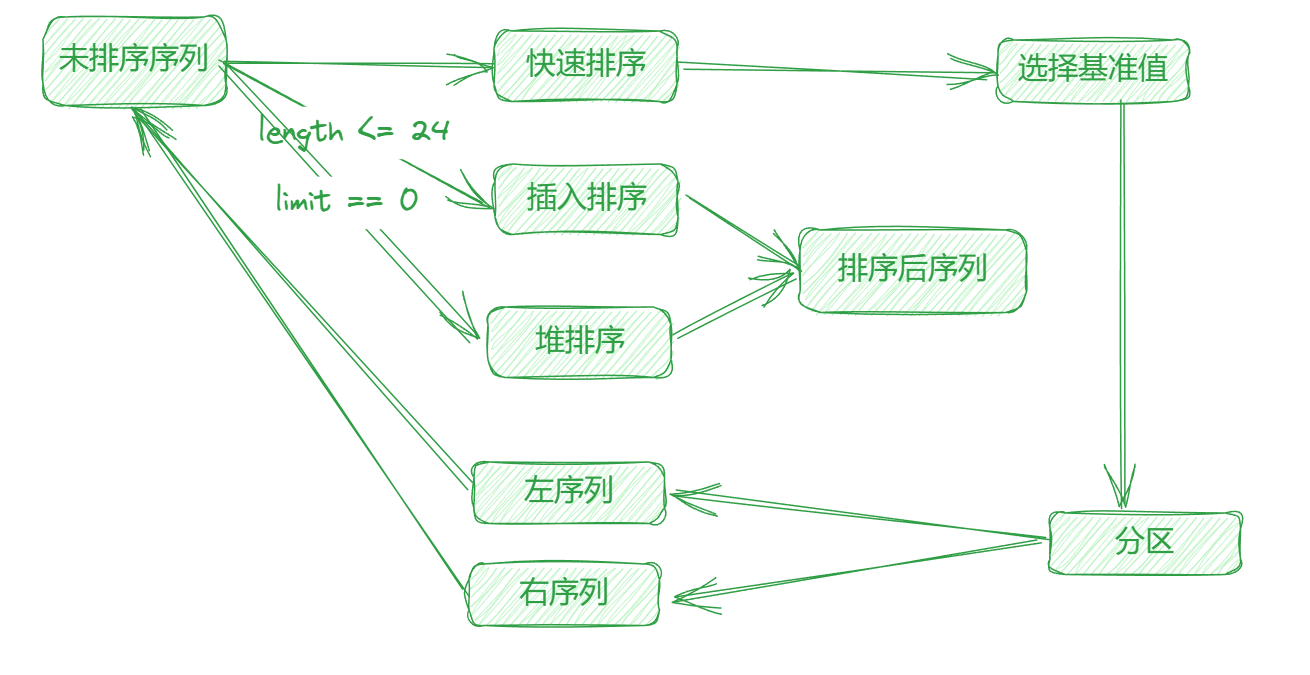 未排序序列
快速排序
选择基准值
length <= 24
limit == 0
插入排序
排序后序列
堆排序
左序列
分区
右序列